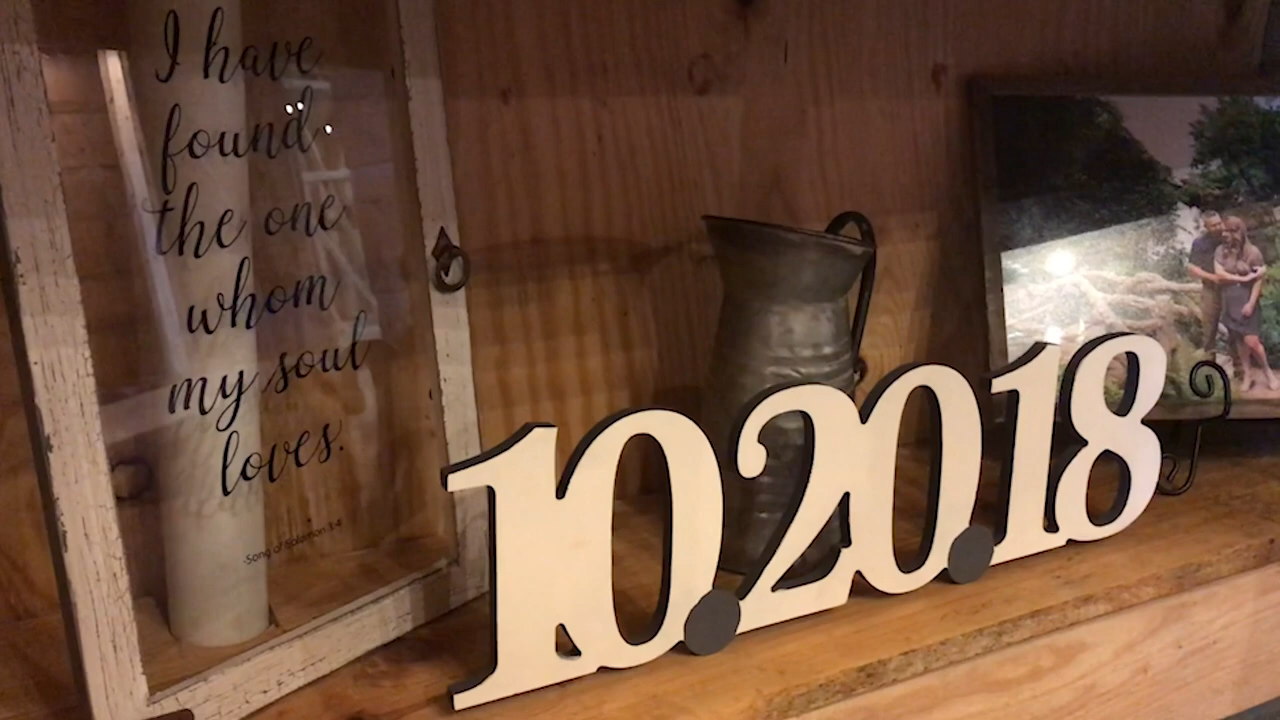 I have
found
the one
whom
my soul
loves.
-Song of Solomon 3:4
10.20.18